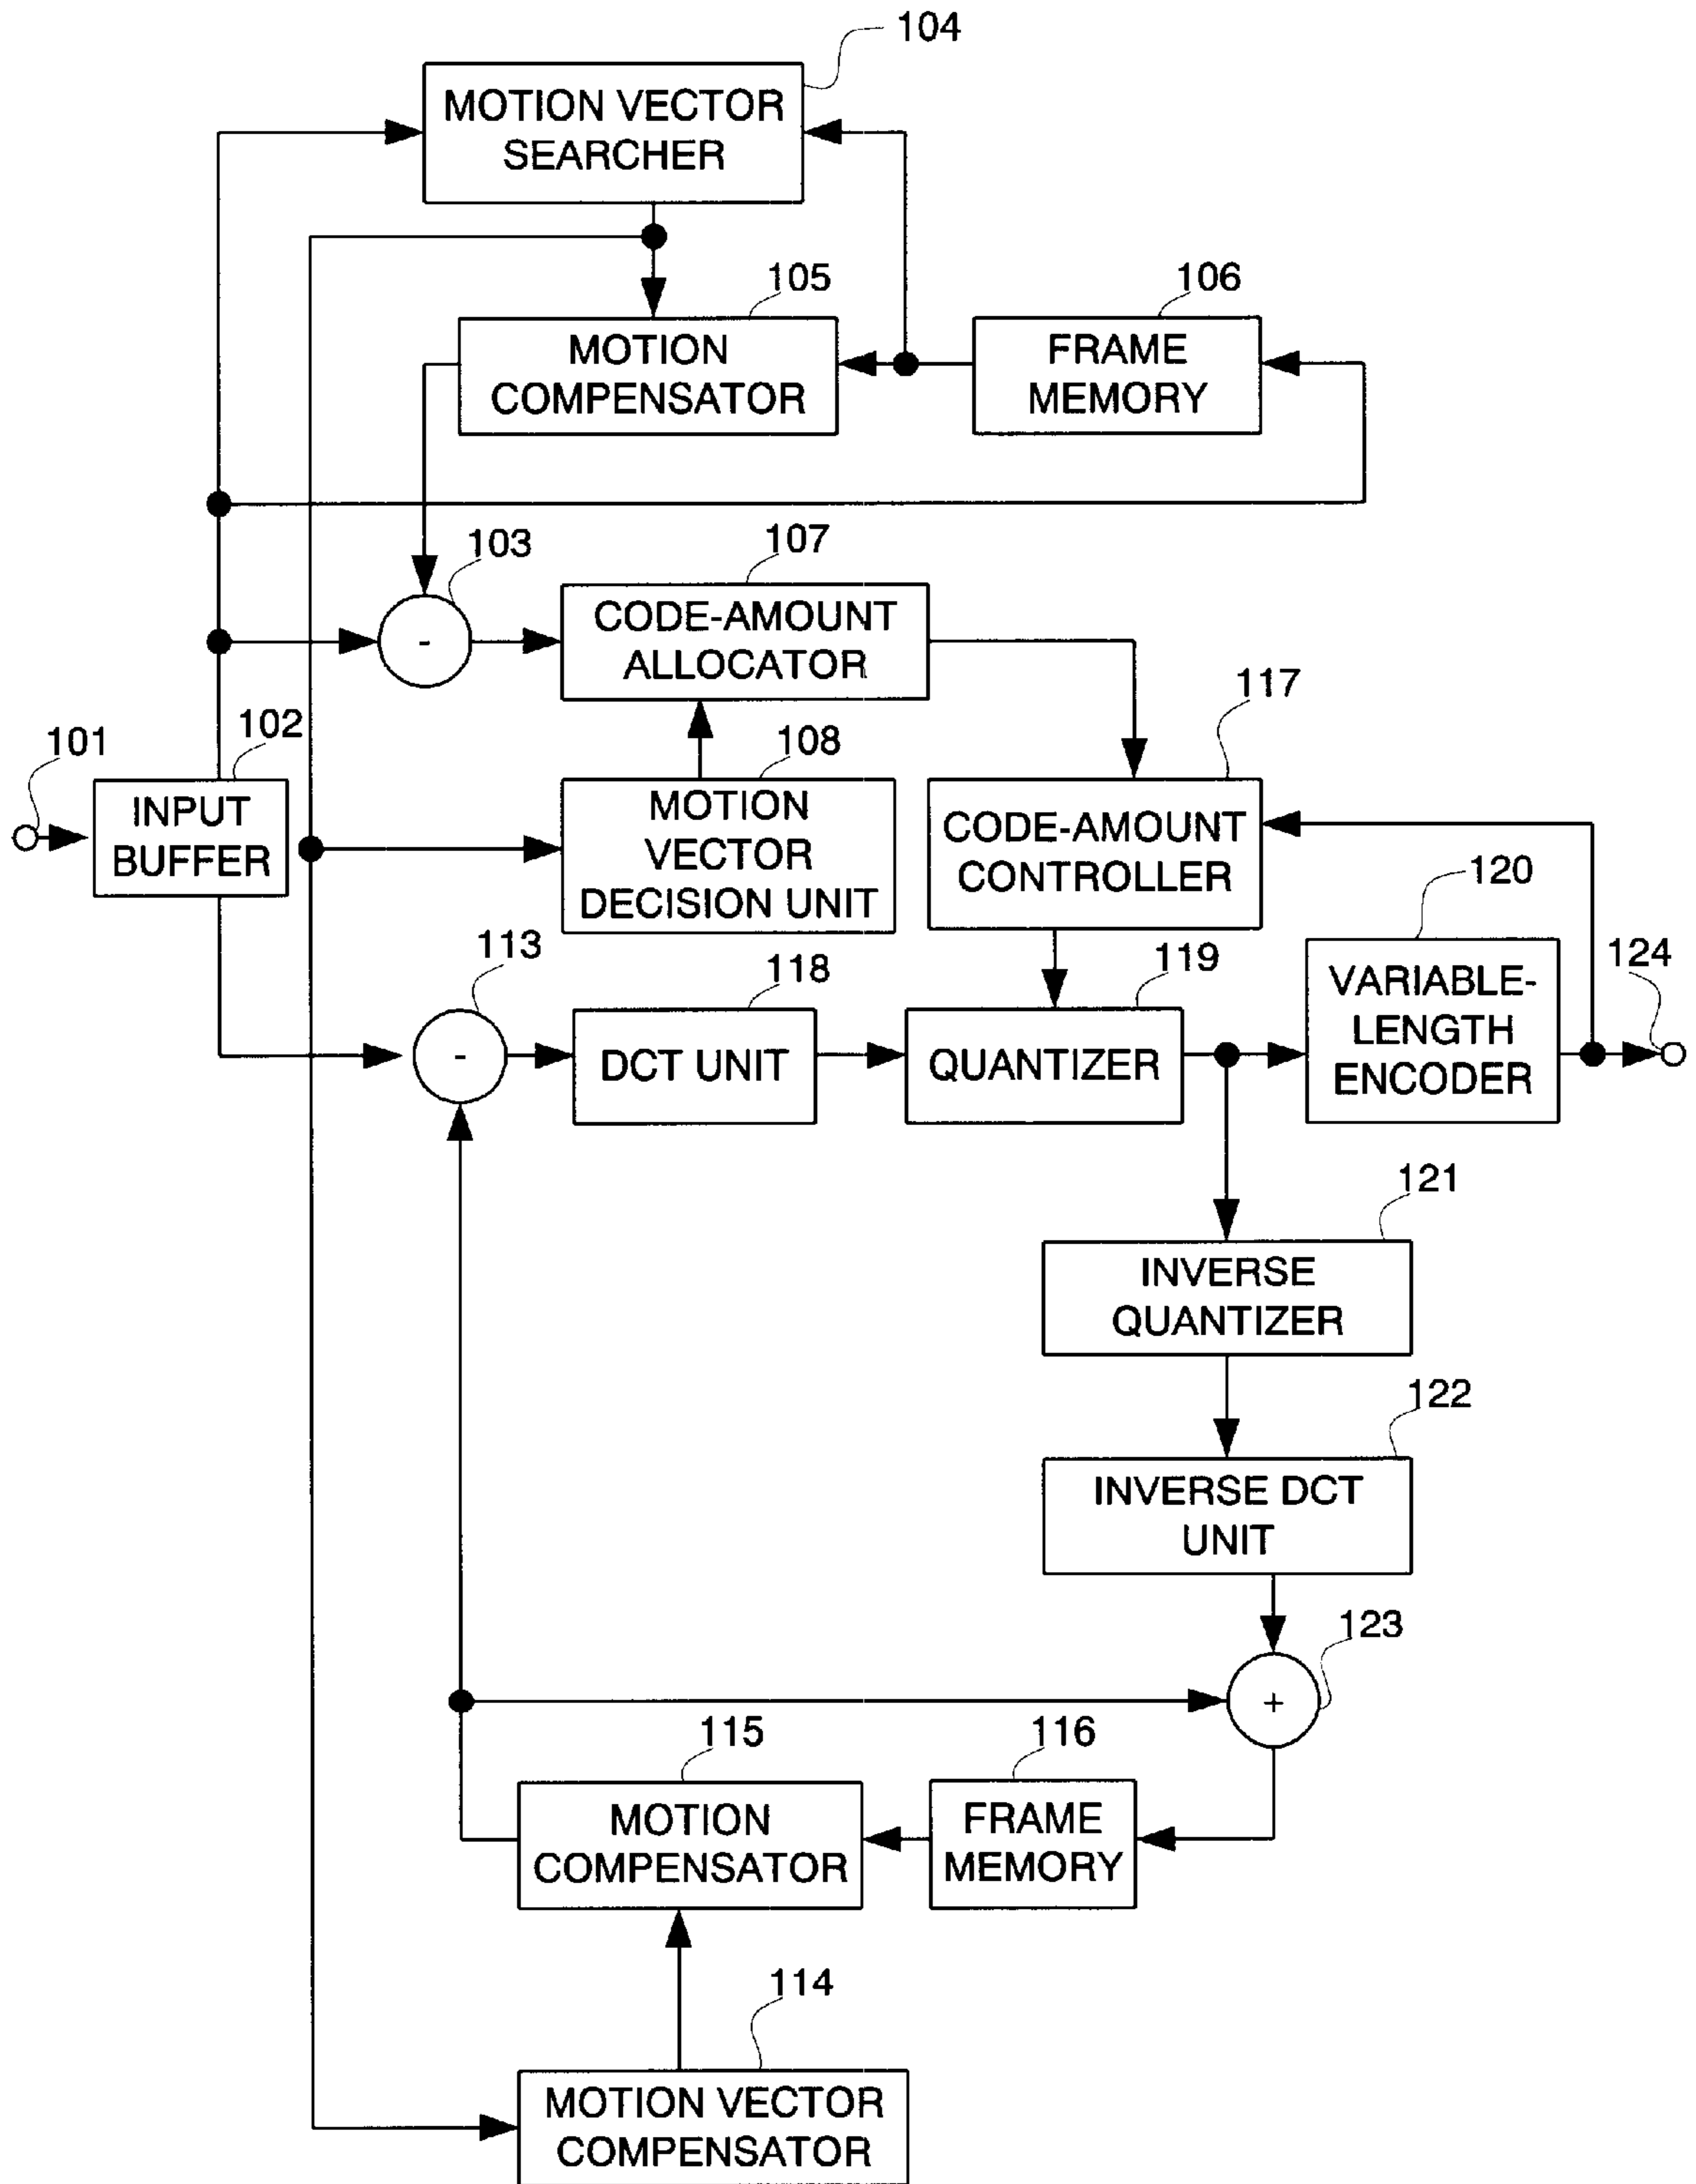 104
MOTION VECTOR
SEARCHER
105
106
MOTION
COMPENSATOR
FRAME
MEMORY
103
107
-
CODE-AMOUNT
ALLOCATOR
117
101
102
108
INPUT
BUFFER
MOTION
VECTOR
DECISION UNIT
CODE-AMOUNT
CONTROLLER
120
113
118
119
124
-
DCT UNIT
QUANTIZER
VARIABLE-
LENGTH
ENCODER
121
INVERSE
QUANTIZER
122
INVERSE DCT
UNIT
123
+
115
116
MOTION
COMPENSATOR
FRAME
MEMORY
114
MOTION VECTOR
COMPENSATOR